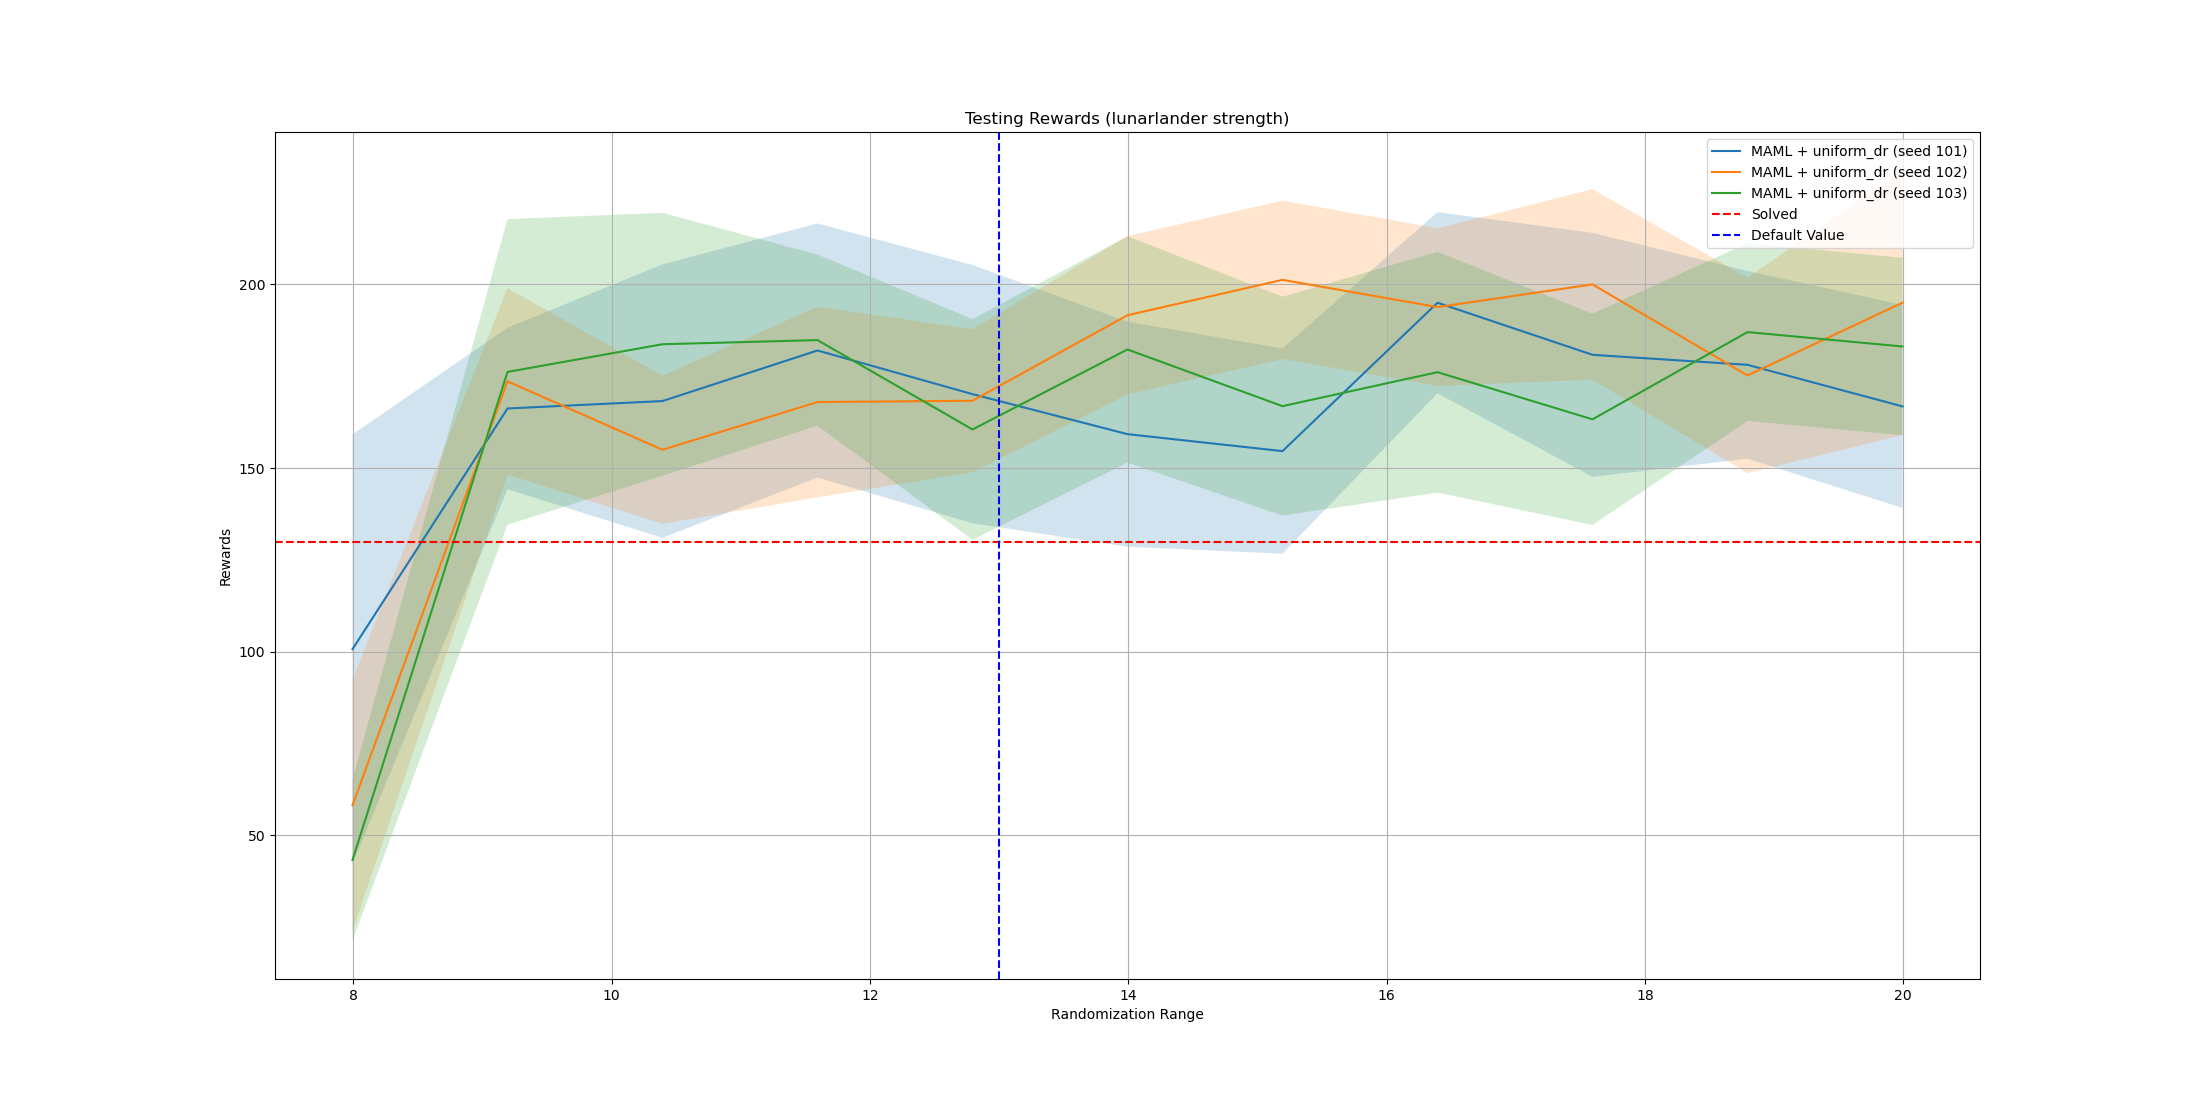 Testing Rewards (lunarlander strength)
MAML + uniform_dr (seed 101)
MAML + uniform_dr (seed 102)
MAML + uniform_dr (seed 103)
Solved
Default Value
200
150
100
50
Rewards
8 10 12 14 16 18 20
Randomization Range